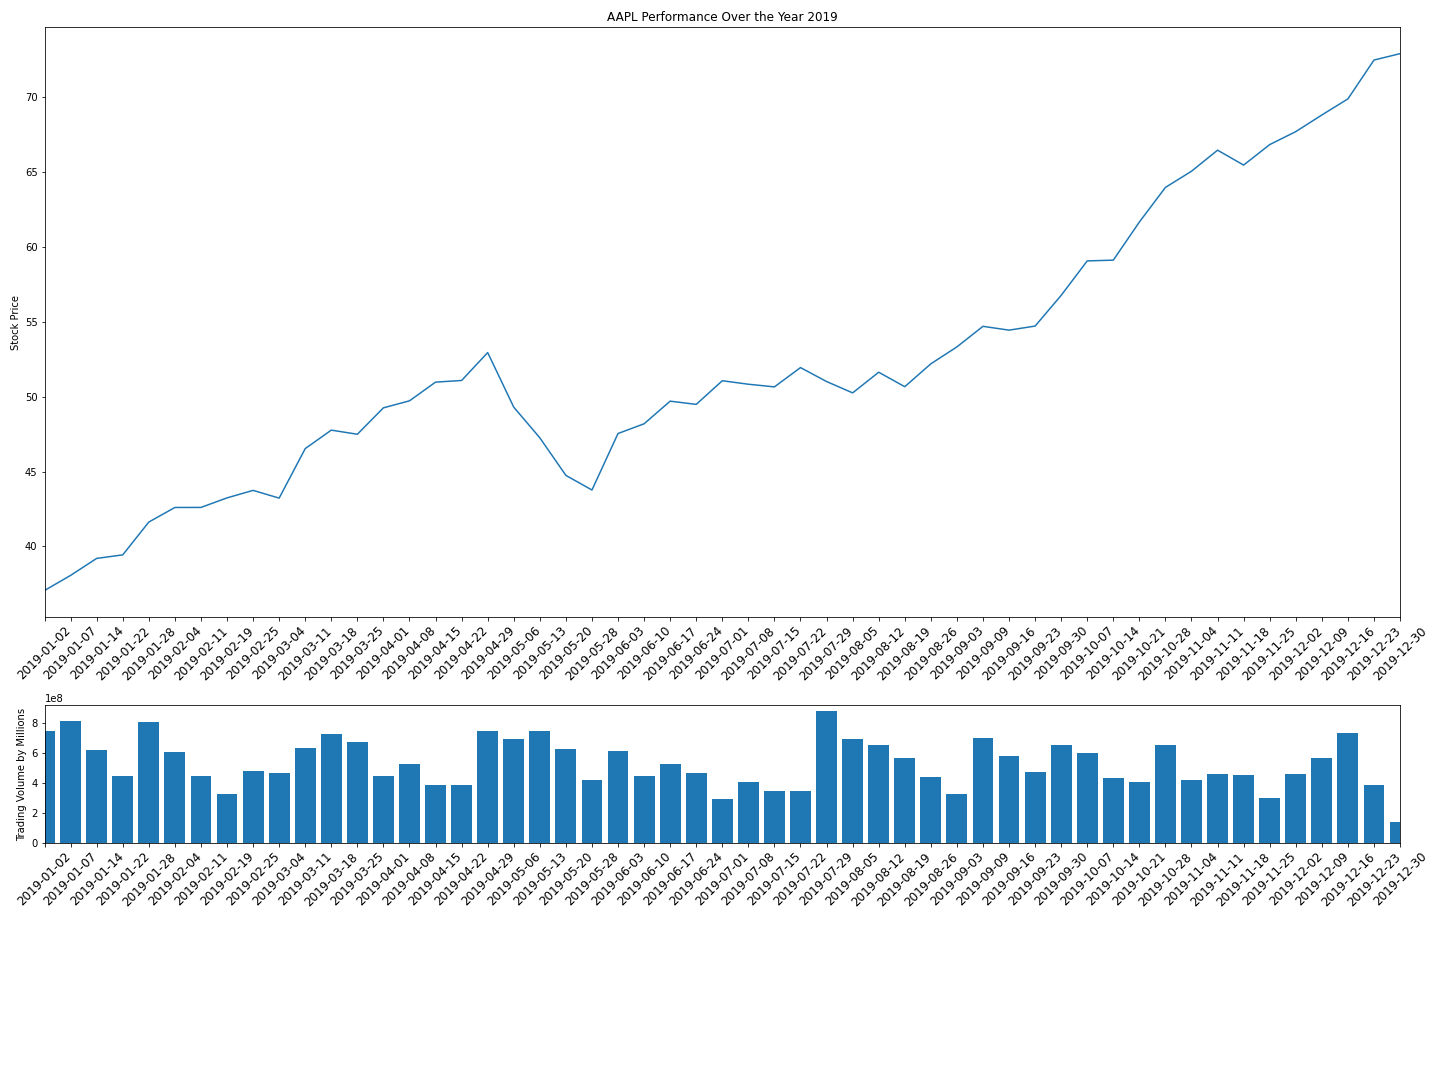 AAPL Performance Over the Year 2019
Stock Price
70
65
60
55
50
45
40
2019-01-02 2019-01-07 2019-01-14 2019-01-22 2019-01-28 2019-02-04 2019-02-11 2019-02-19 2019-02-25 2019-03-04 2019-03-11 2019-03-18 2019-03-25 2019-04-01 2019-04-08 2019-04-15 2019-04-22 2019-04-29 2019-05-06 2019-05-13 2019-05-20 2019-05-28 2019-06-03 2019-06-10 2019-06-17 2019-06-24 2019-07-01 2019-07-08 2019-07-15 2019-07-22 2019-07-29 2019-08-05 2019-08-12 2019-08-19 2019-08-26 2019-09-03 2019-09-09 2019-09-16 2019-09-23 2019-09-30 2019-10-07 2019-10-14 2019-10-21 2019-10-28 2019-11-04 2019-11-11 2019-11-18 2019-11-25 2019-12-02 2019-12-09 2019-12-16 2019-12-23 2019-12-30
1e8
Trading Volume by Millions
8
6
4
2
0
2019-01-02 2019-01-07 2019-01-14 2019-01-22 2019-01-28 2019-02-04 2019-02-11 2019-02-19 2019-02-25 2019-03-04 2019-03-11 2019-03-18 2019-03-25 2019-04-01 2019-04-08 2019-04-15 2019-04-22 2019-04-29 2019-05-06 2019-05-13 2019-05-20 2019-05-28 2019-06-03 2019-06-10 2019-06-17 2019-06-24 2019-07-01 2019-07-08 2019-07-15 2019-07-22 2019-07-29 2019-08-05 2019-08-12 2019-08-19 2019-08-26 2019-09-03 2019-09-09 2019-09-16 2019-09-23 2019-09-30 2019-10-07 2019-10-14 2019-10-21 2019-10-28 2019-11-04 2019-11-11 2019-11-18 2019-11-25 2019-12-02 2019-12-09 2019-12-16 2019-12-23 2019-12-30